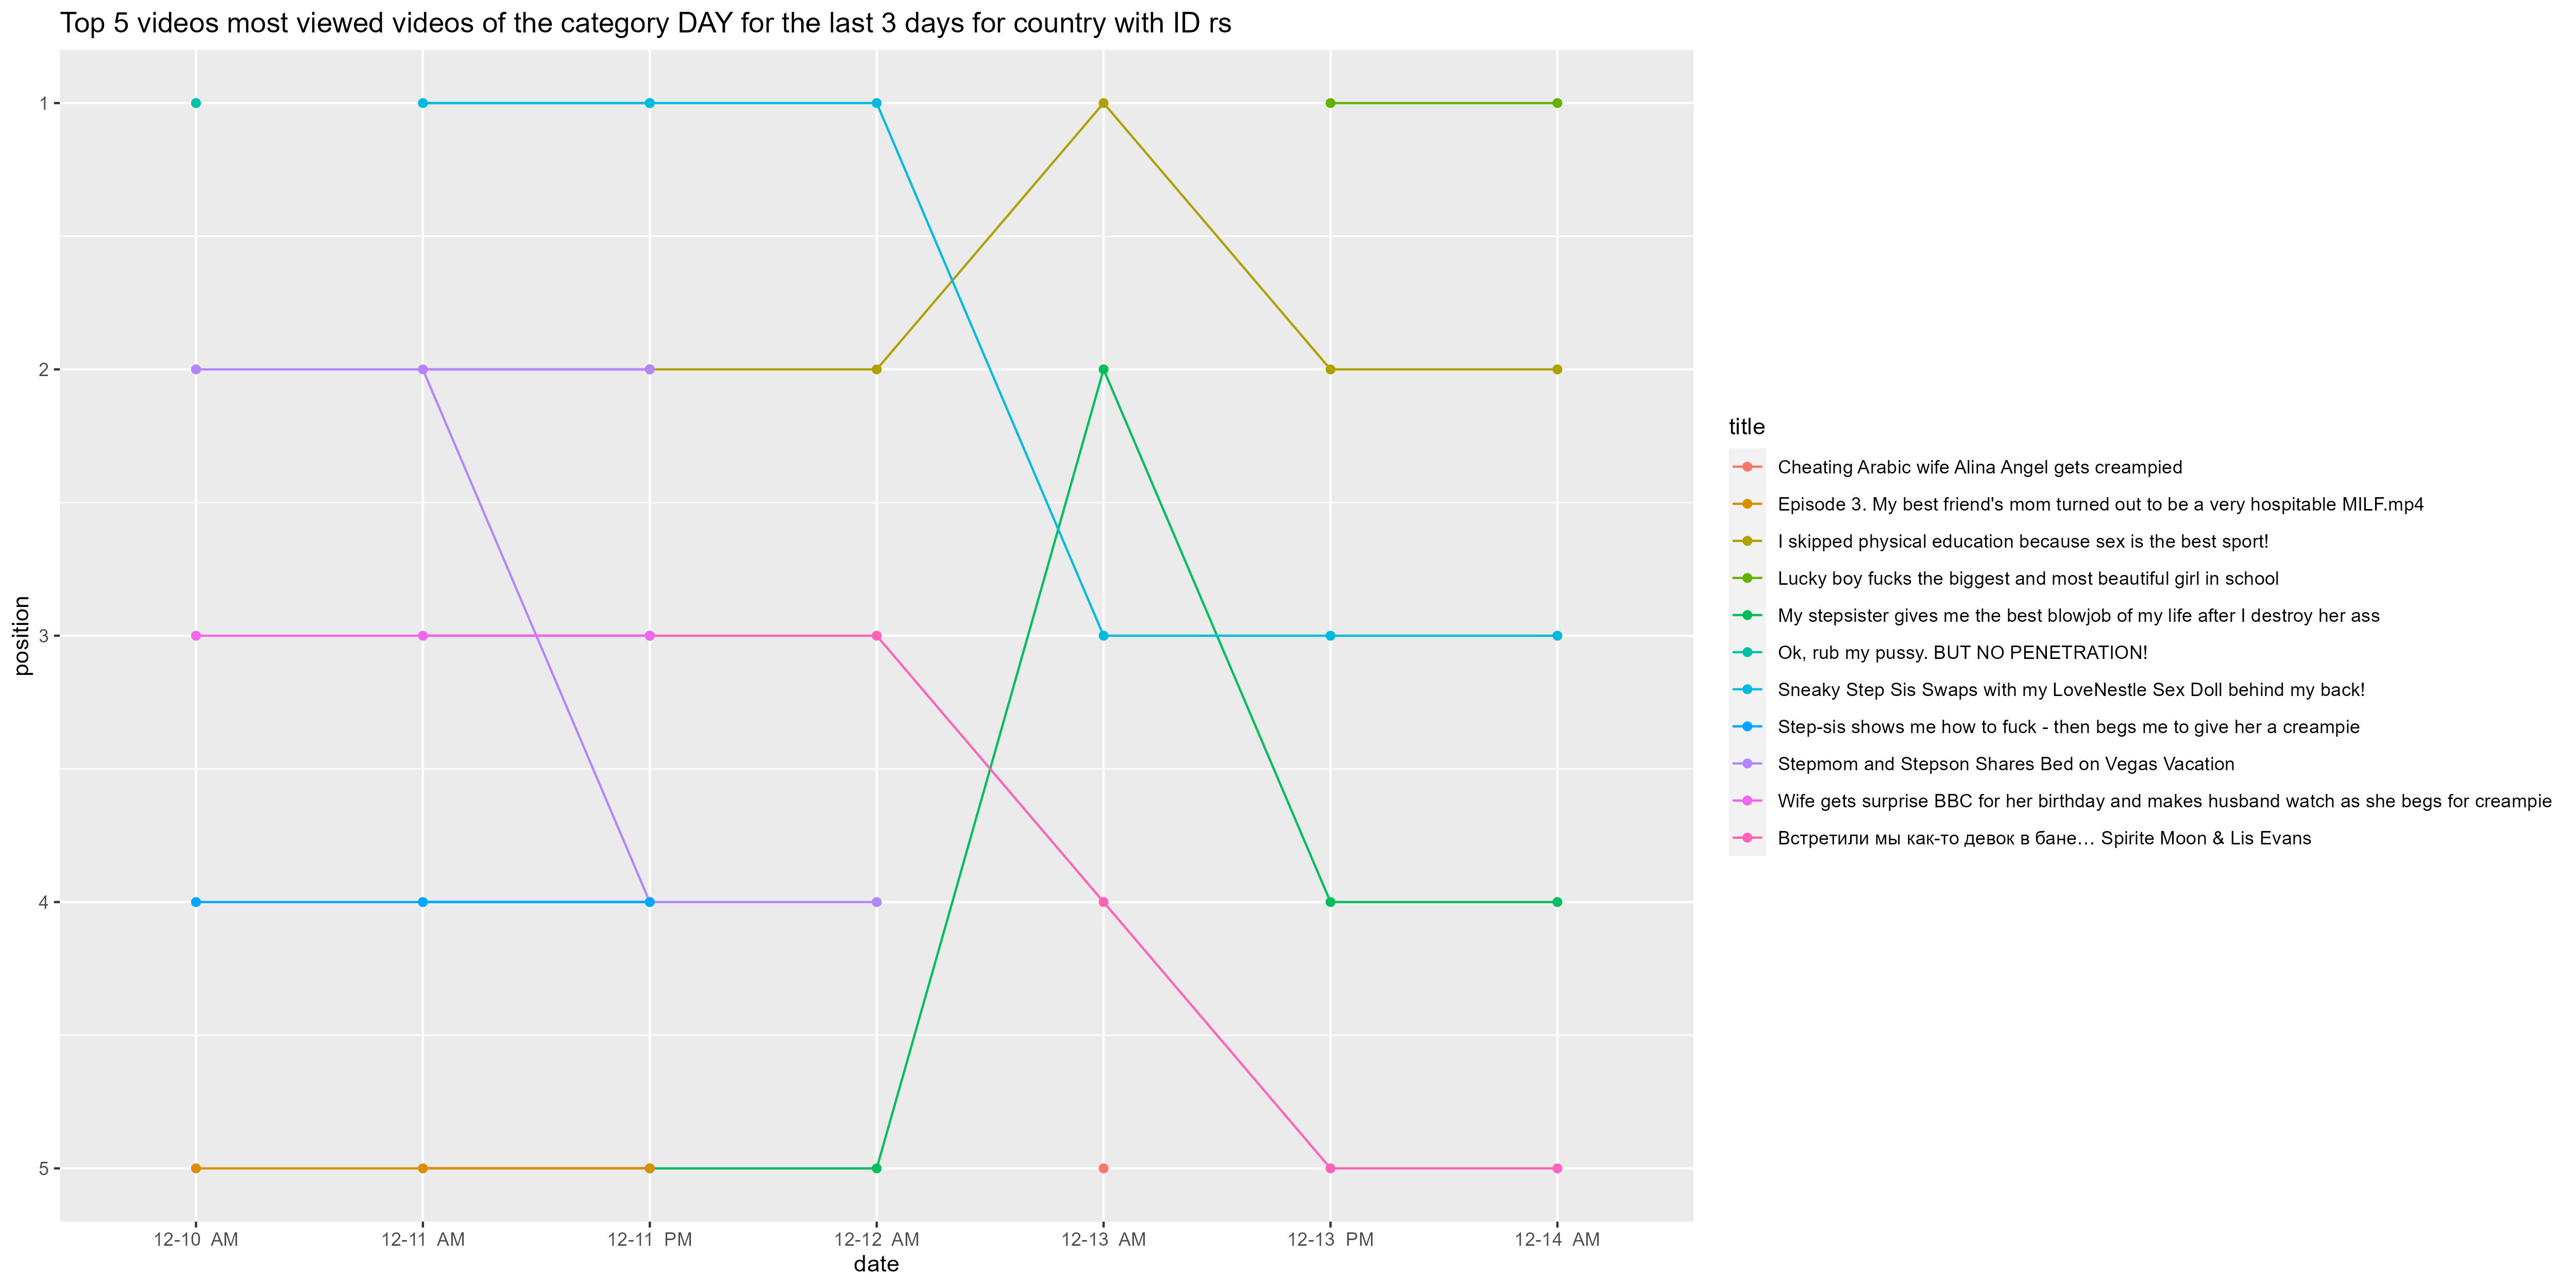 Top 5 videos most viewed videos of the category DAY for the last 3 days for country with ID rs
position
1
2
3
4
5
12-10 AM
12-11 AM
12-11 PM
12-12 AM
12-13 AM
12-13 PM
12-14 AM
date
title
Cheating Arabic wife Alina Angel gets creampied
Episode 3. My best friend's mom turned out to be a very hospitable MILF.mp4
I skipped physical education because sex is the best sport!
Lucky boy fucks the biggest and most beautiful girl in school
My stepsister gives me the best blowjob of my life after I destroy her ass
Ok, rub my pussy. BUT NO PENETRATION!
Sneaky Step Sis Swaps with my LoveNestle Sex Doll behind my back!
Step-sis shows me how to fuck - then begs me to give her a creampie
Stepmom and Stepson Shares Bed on Vegas Vacation
Wife gets surprise BBC for her birthday and makes husband watch as she begs for creampie
Встретили мы как-то девок в бане… Spirite Moon & Lis Evans